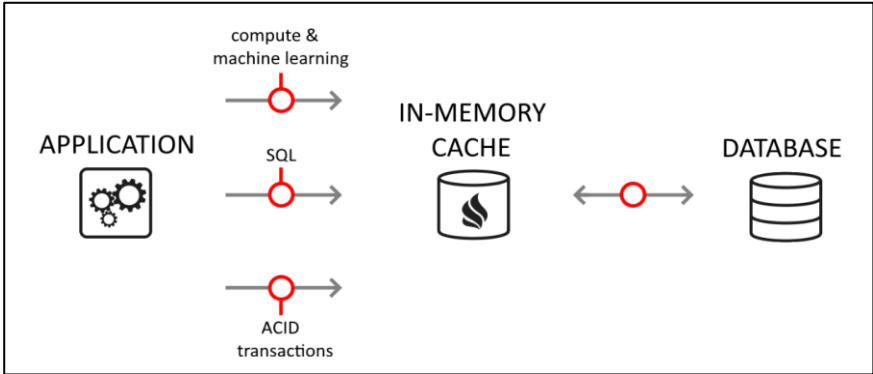 compute &
machine learning
APPLICATION
SQL
ACID
transactions
IN-MEMORY
CACHE
DATABASE